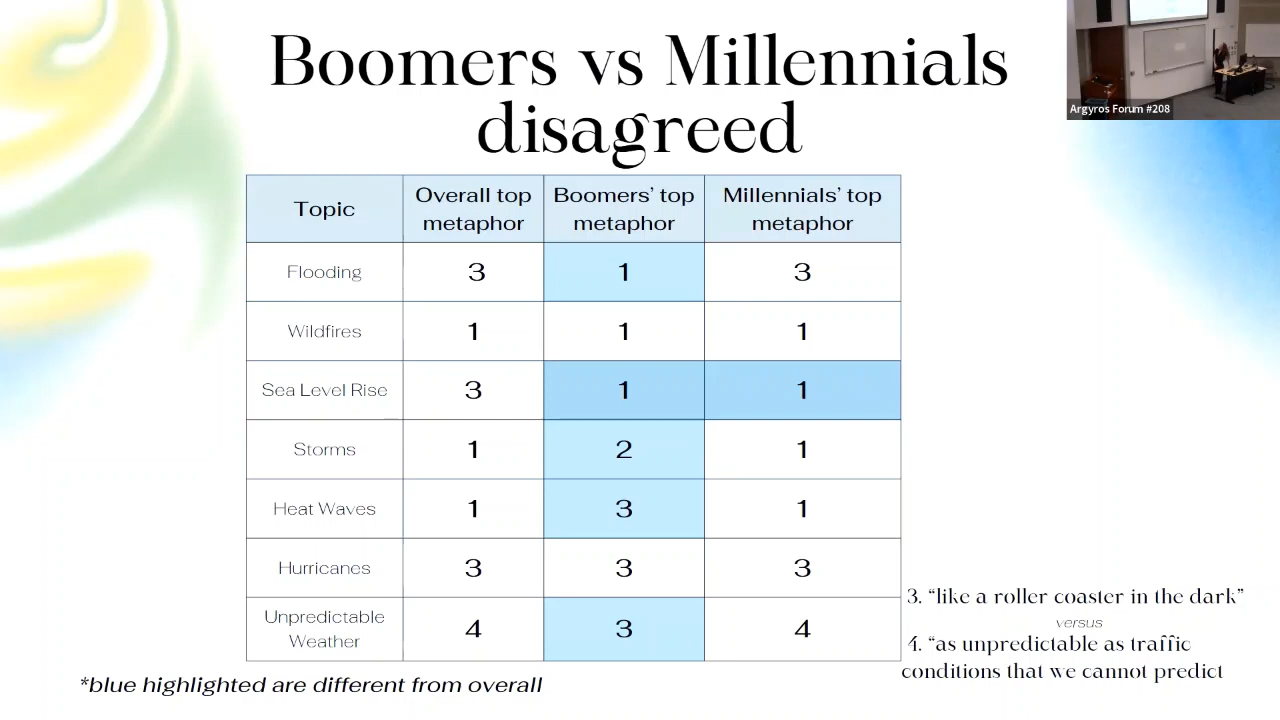 Boomers vs Millennials
disagreed
Argyros Forum #208
Topic
Overall top
metaphor
Boomers' top
metaphor
Millennials' top
metaphor
Flooding 3 1 3
Wildfires 1 1 1
Sea Level Rise 3 1 1
Storms 1 2 1
Heat Waves 1 3 1
Hurricanes 3 3 3
Unpredictable
Weather 4 3 4
3. “like a roller coaster in the dark”
versus
4. “as unpredictable as traffic
conditions that we cannot predict
*blue highlighted are different from overall